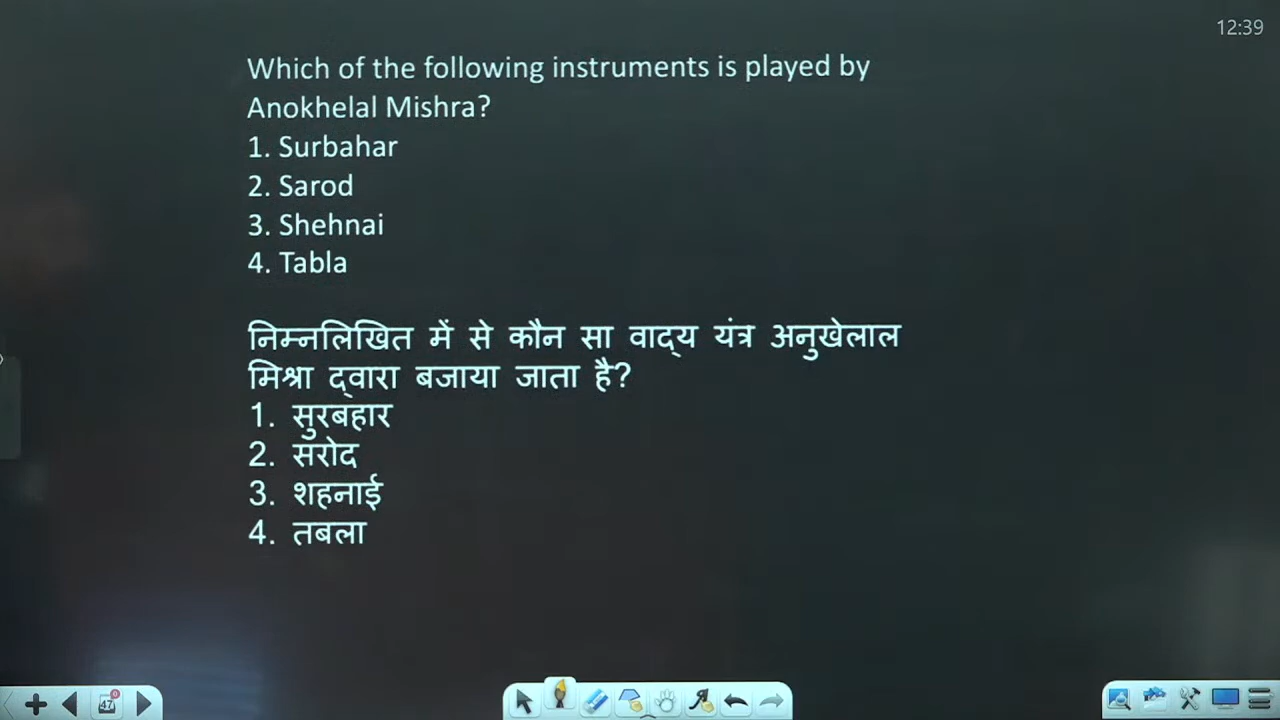 12:39
Which of the following instruments is played by
Anokhelal Mishra?
1. Surbahar
2. Sarod
3. Shehnai
4. Tabla
निम्नलिखित में से कौन सा वाद्य यंत्र अनुखेलाल
मिश्रा द्वारा बजाया जाता है?
1. सुरबहार
2. सरोद
3. शहनाई
4. तबला
47